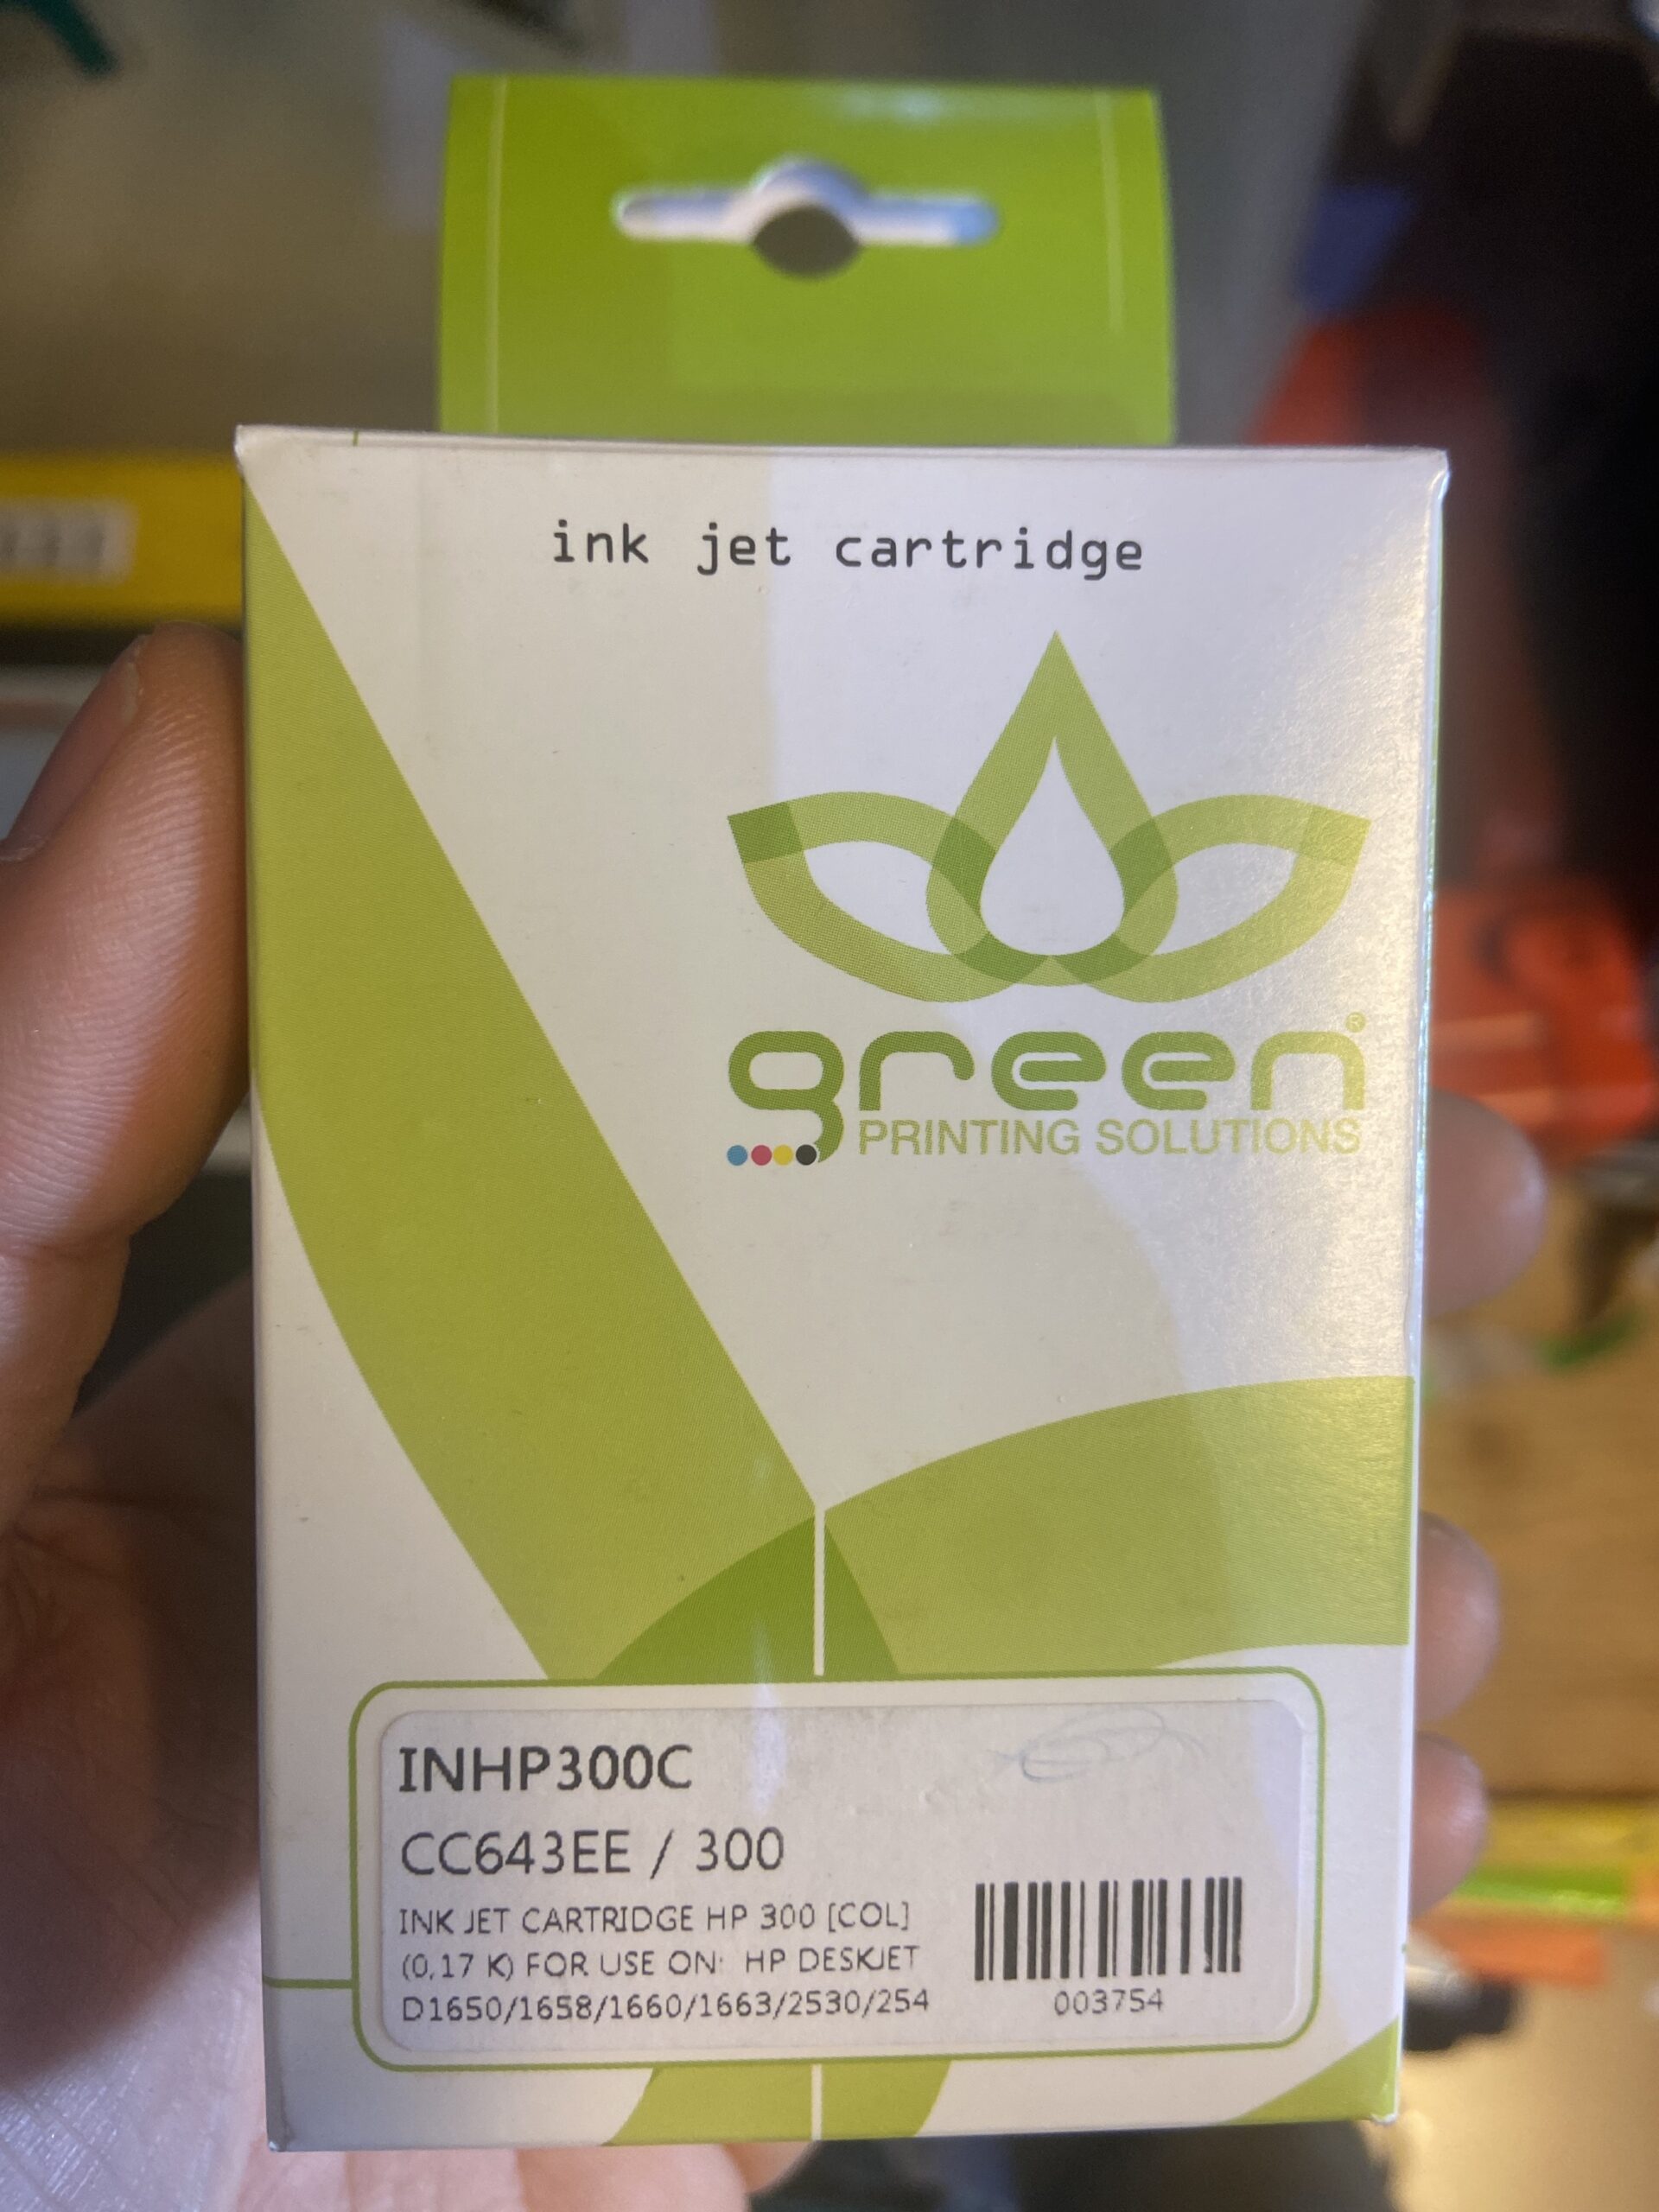 ink jet cartridge
green®
PRINTING SOLUTIONS
INHP300C
CC643EE / 300
INK JET CARTRIDGE HP 300 [COL]
(0,17 K) FOR USE ON: HP DESKJET
D1650/1658/1660/1663/2530/254
003754